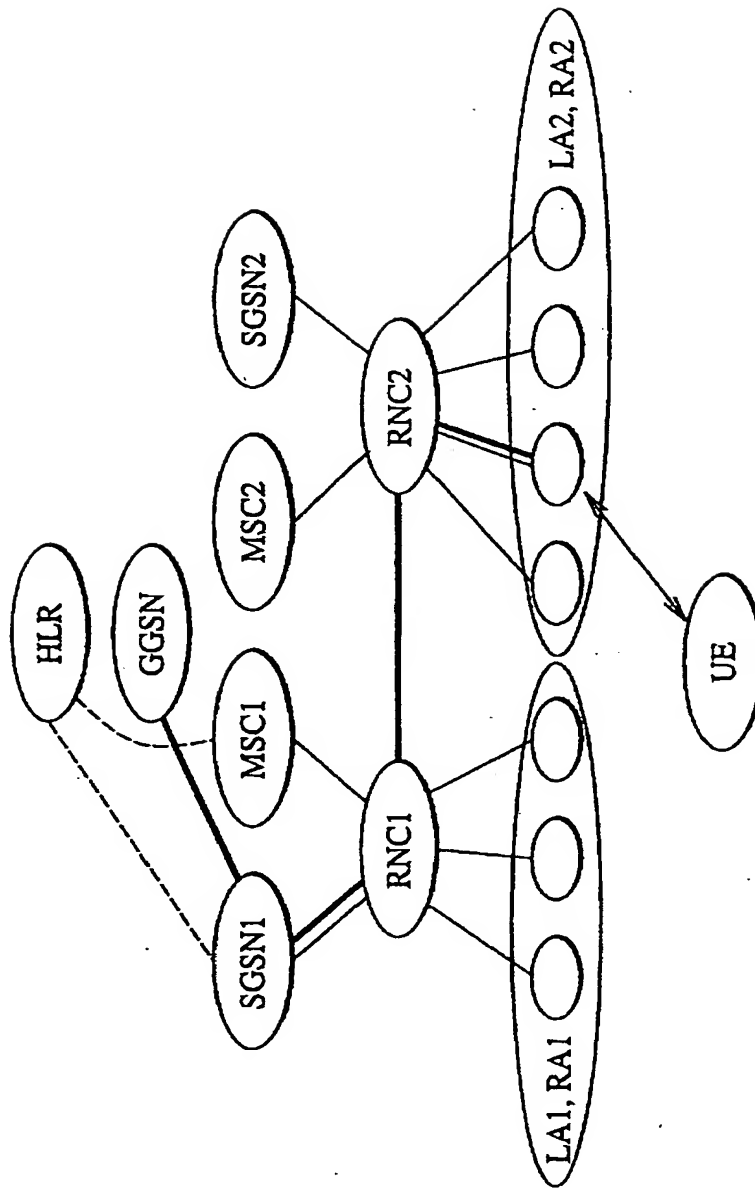 HLR
GGSN
SGSN1
MSC1
MSC2
SGSN2
RNC1
RNC2
LA1, RA1
LA2, RA2
UE